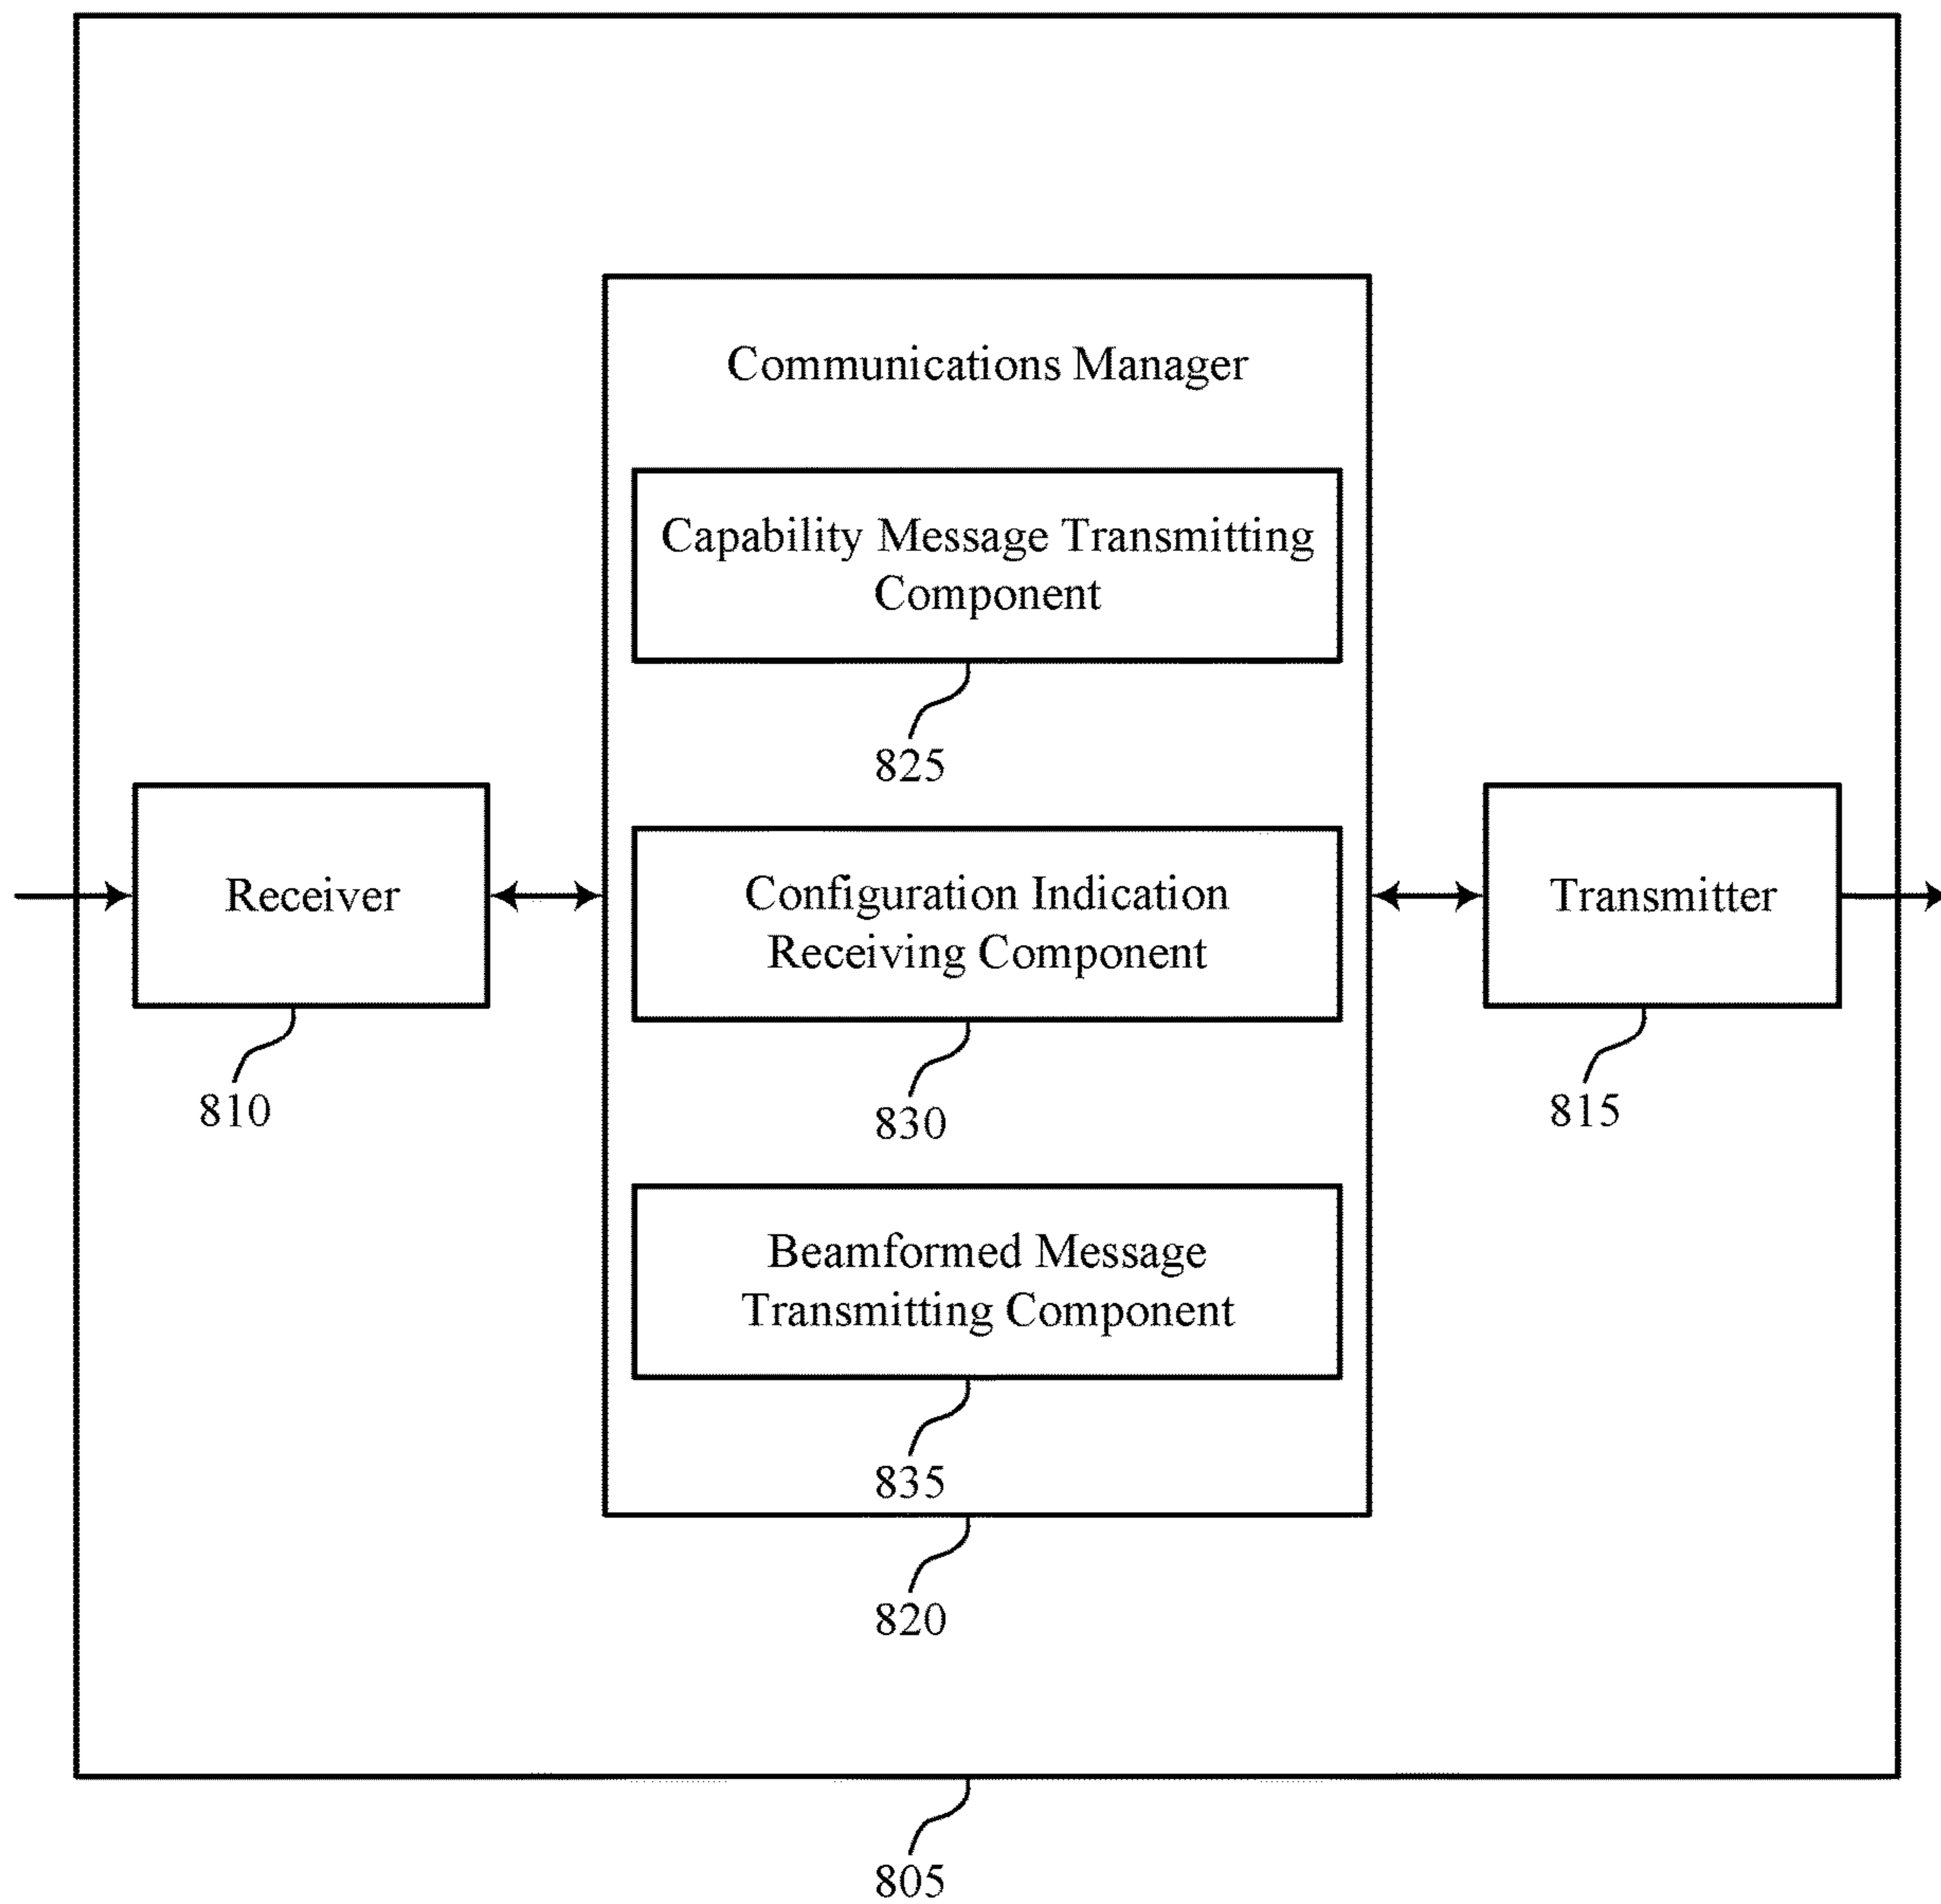 Communications Manager
Capability Message Transmitting
Component
825
Receiver
810
Configuration Indication
Receiving Component
830
Transmitter
815
Beamformed Message
Transmitting Component
835
820
805